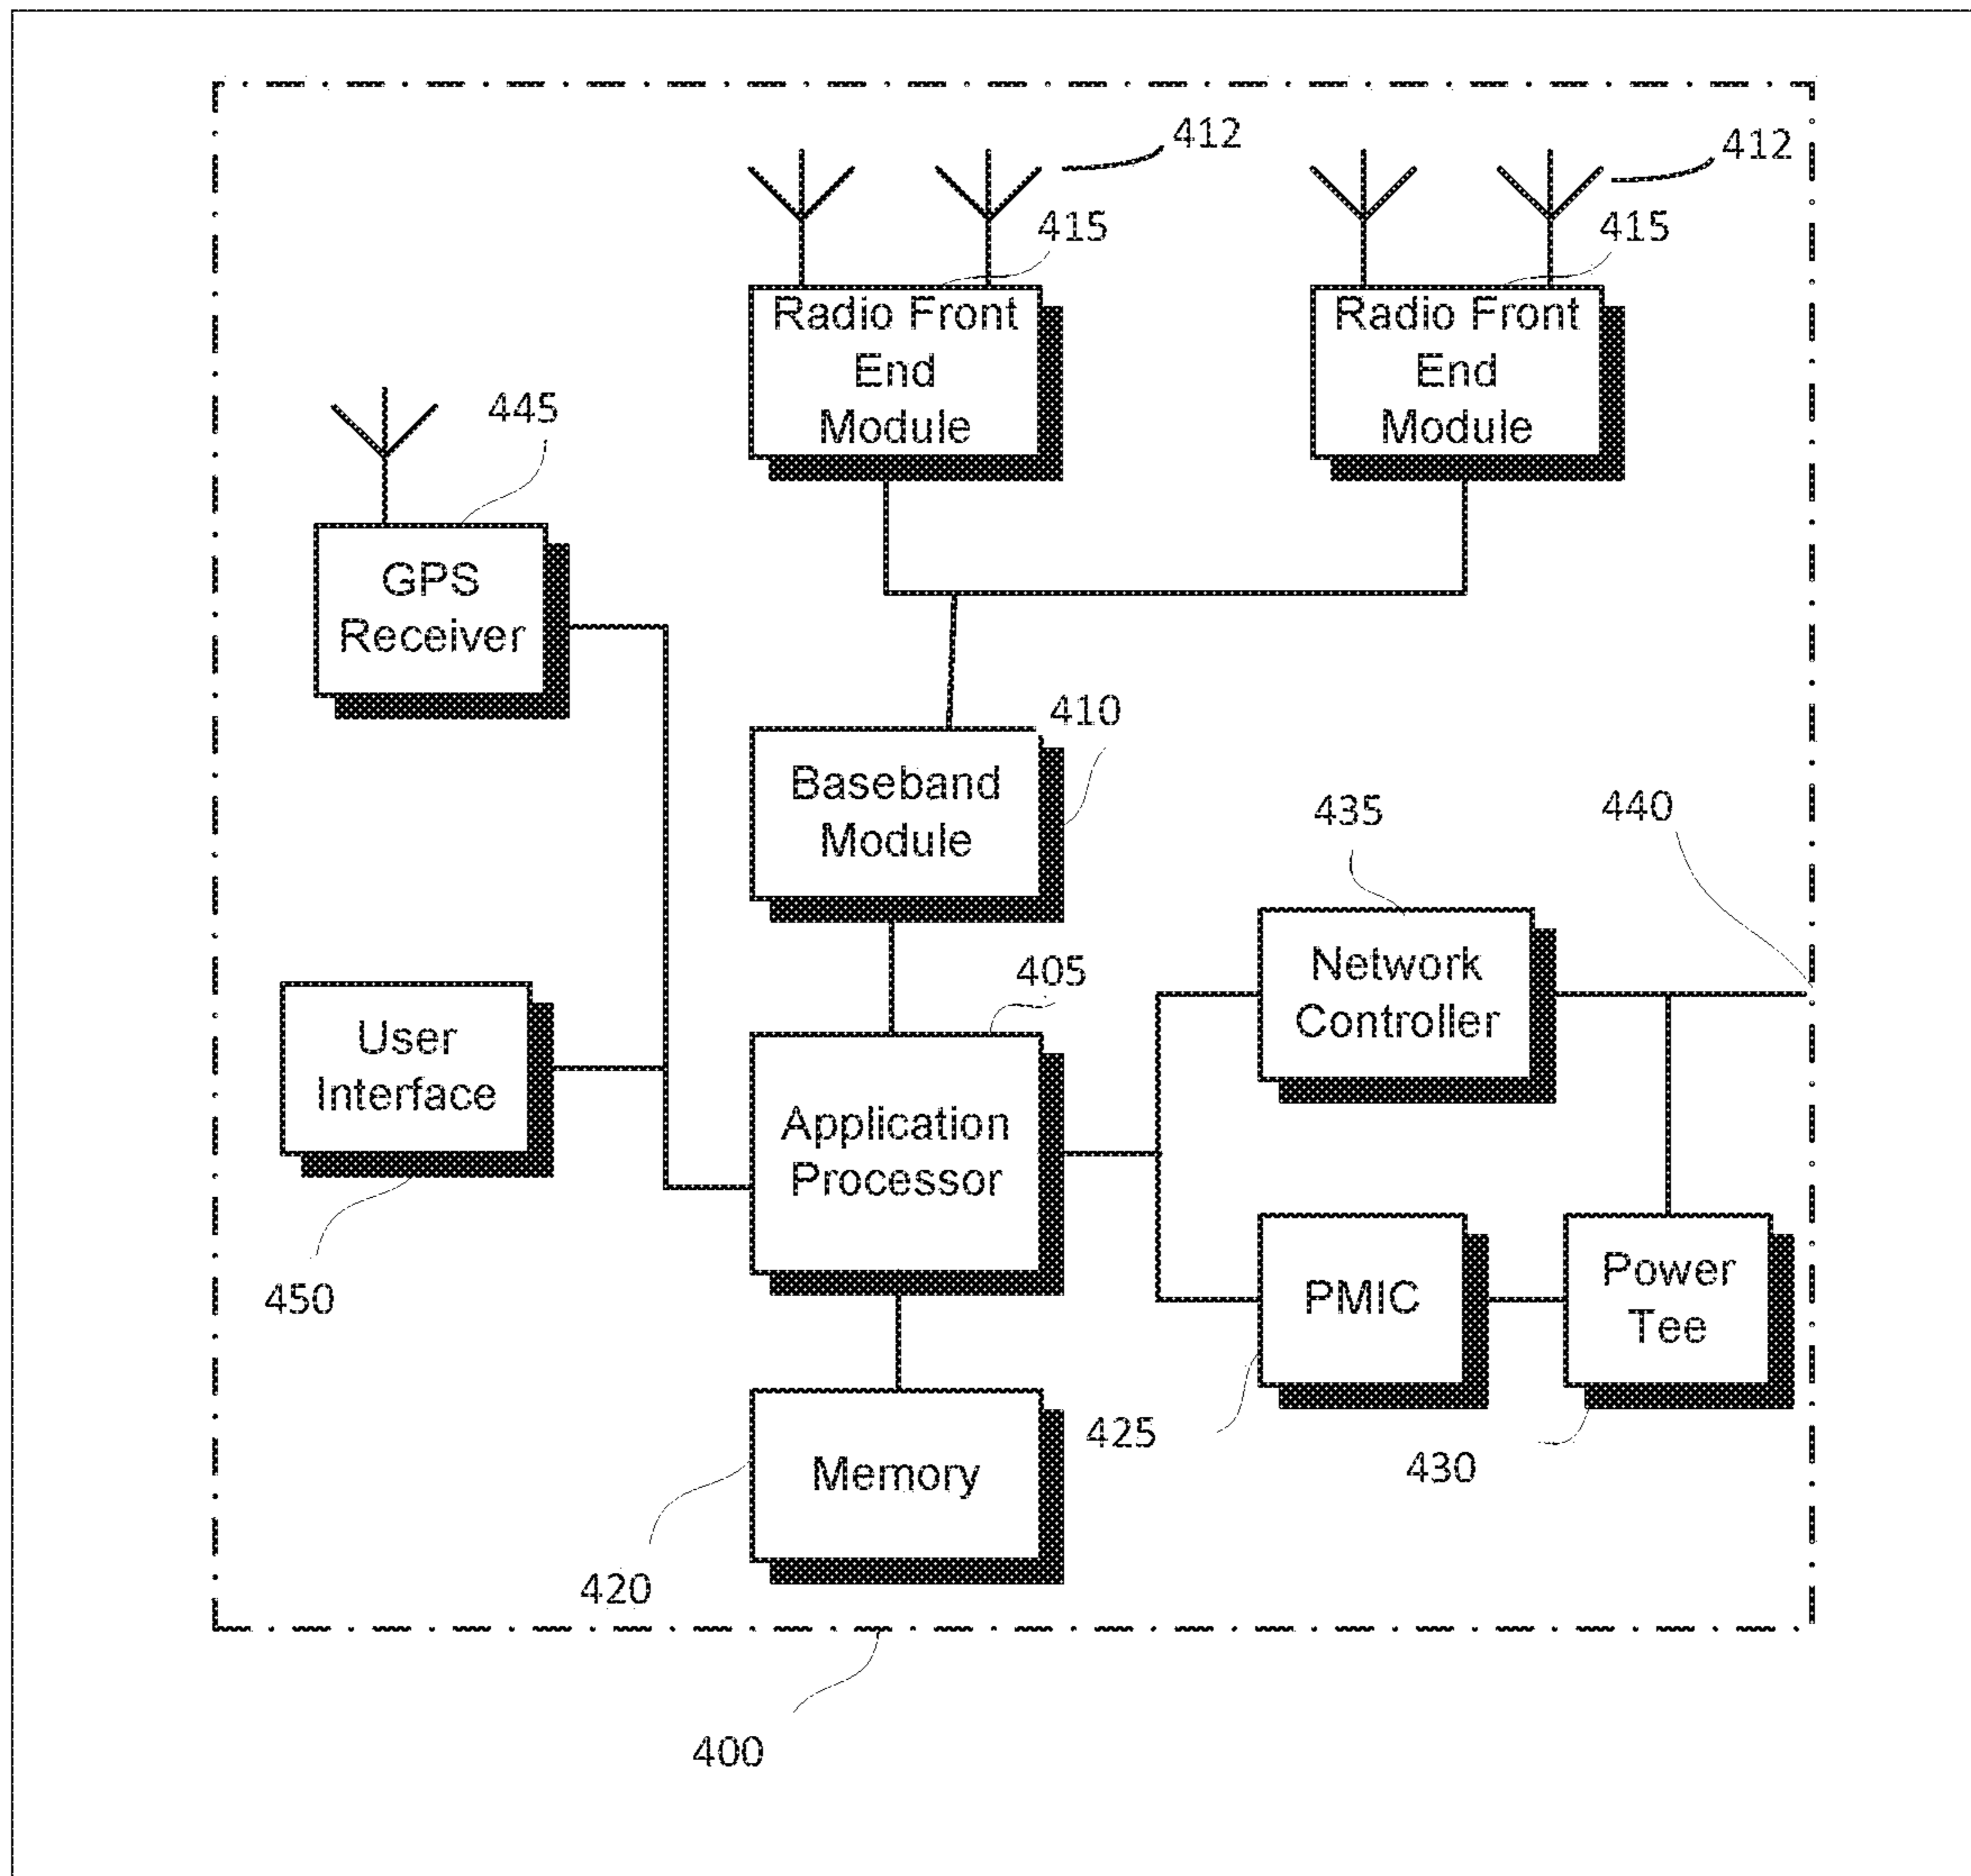 412
412
415
415
Radio Front
End
Module
Radio Front
End
Module
445
GPS
Receiver
410
Baseband
Module
435
440
Network
Controller
405
User
Interface
Application
Processor
450
PMIC
Power
Tee
425
430
Memory
420
400